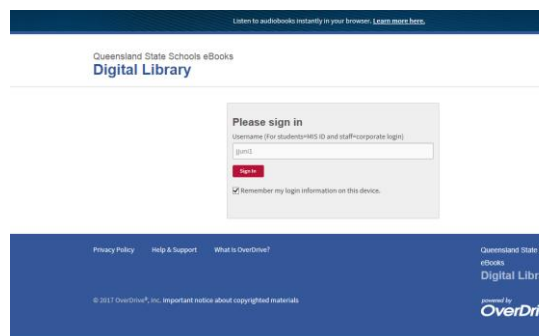 Listen to audiobooks instantly in your browser. Learn more here.
Queensland State Schools eBooks
Digital Library
Please sign in
Username (For students=MIS ID and staff=corporate login)
Sign In
Remember my login information on this device.
Privacy Policy Help & Support What is OverDrive?
Queensland State
eBooks
Digital Libr
© 2017 OverDrive®, Inc. Important notice about copyrighted materials
powered by
OverDri